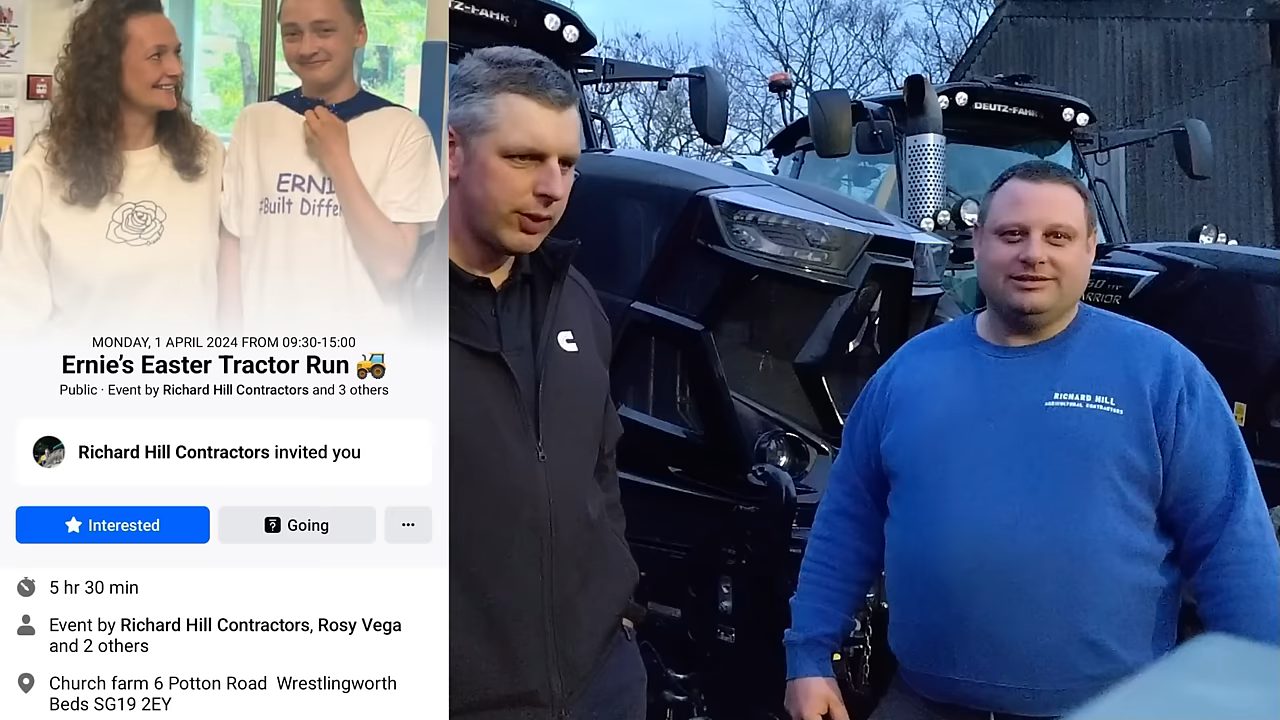 ERNI
#Built Differ
MONDAY, 1 APRIL 2024 FROM 09:30-15:00
Ernie's Easter Tractor Run 🚜
Public · Event by Richard Hill Contractors and 3 others
Richard Hill Contractors invited you
Interested
Going
5 hr 30 min
Event by Richard Hill Contractors, Rosy Vega
and 2 others
Church farm 6 Potton Road Wrestlingworth
Beds SG19 2EY
TZ-FAHR
DEUTZ-FAHR
RICHARD HILL
AGRICULTURAL CONTRACTORS
ARRIOR